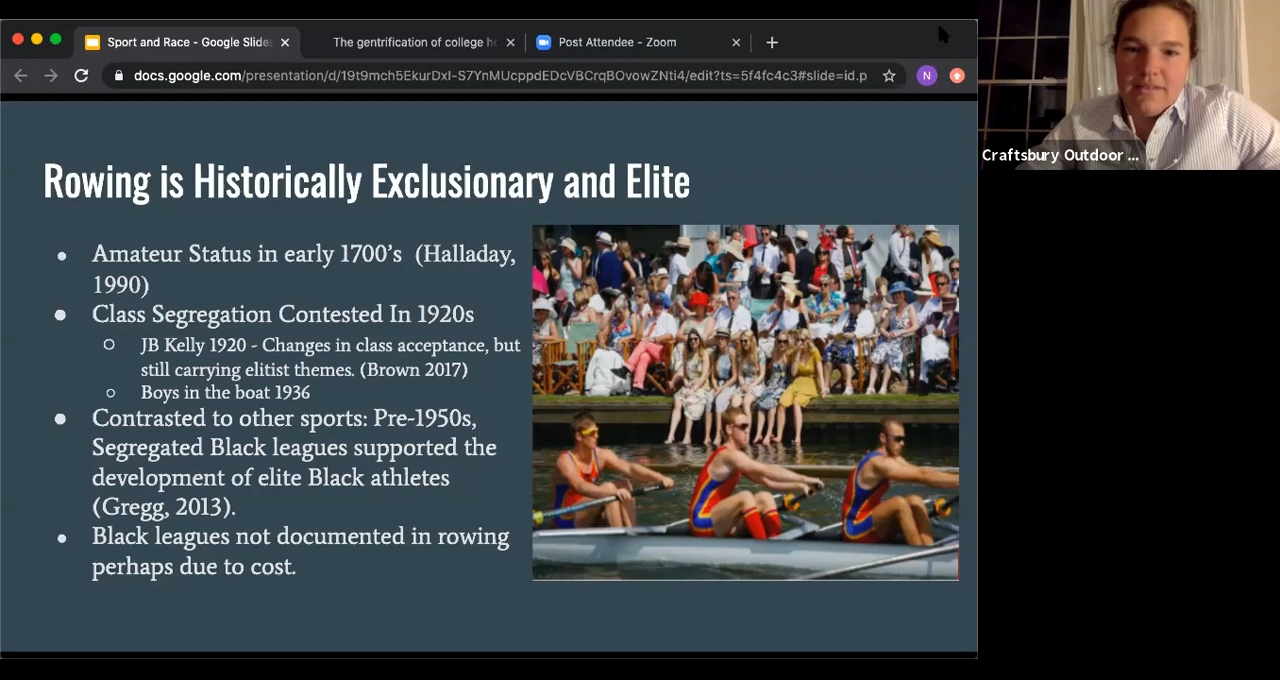 Sport and Race - Google Slides
The gentrification of college h
Post Attendee - Zoom
docs.google.com/presentation/d/19t9mch5EkurDxI-S7YnMUcppdEDcVBCrqBOvowZNti4/edit?ts=5f4fc4c3#slide=id.p
N
Craftsbury Outdoor ...
Rowing is Historically Exclusionary and Elite
• Amateur Status in early 1700's (Halladay,
1990)
• Class Segregation Contested In 1920s
○ JB Kelly 1920 - Changes in class acceptance, but
still carrying elitist themes. (Brown 2017)
○ Boys in the boat 1936
• Contrasted to other sports: Pre-1950s,
Segregated Black leagues supported the
development of elite Black athletes
(Gregg, 2013).
• Black leagues not documented in rowing
perhaps due to cost.